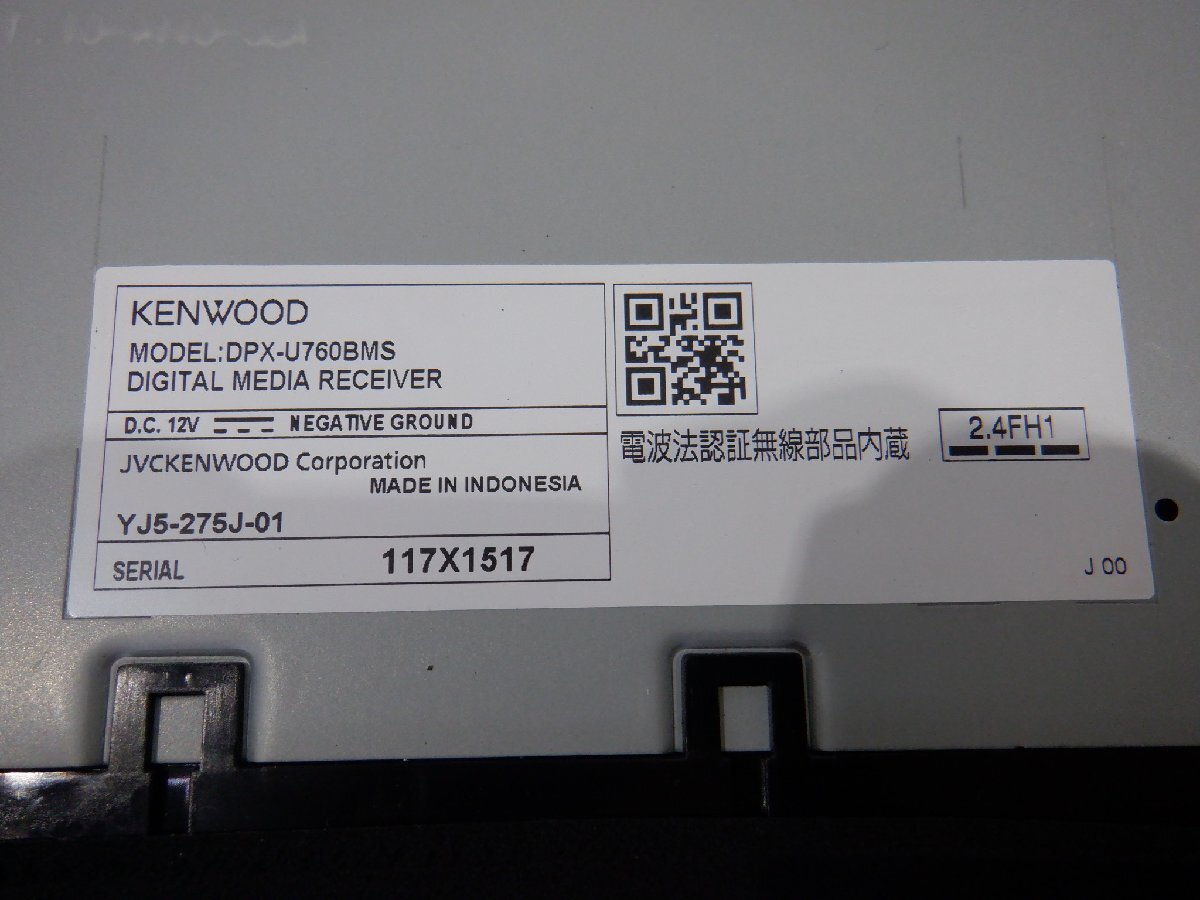 KENWOOD
MODEL:DPX-U760BMS
DIGITAL MEDIA RECEIVER
D.C. 12V NEGATIVE GROUND
JVCKENWOOD Corporation
MADE IN INDONESIA
YJ5-275J-01
SERIAL 117X1517
電波法認証無線部品内蔵
2.4FH1
J 00